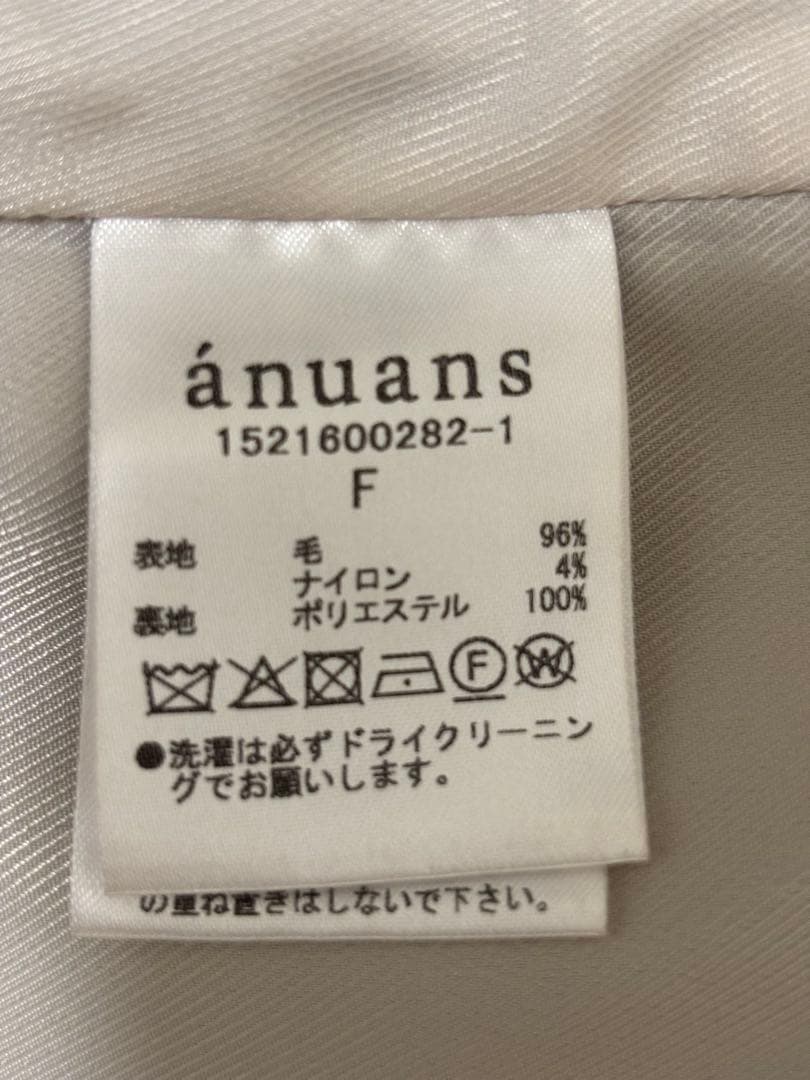 ánuans
1521600282-1
F
表地 毛 96%
ナイロン 4%
裏地 ポリエステル 100%
F W
●洗濯は必ずドライクリーニン
グでお願いします。
の重ね置きはしないで下さい。